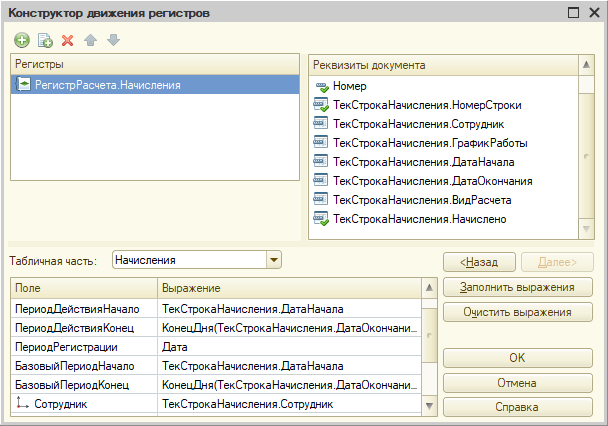 Конструктор движения регистров
Регистры
РегистрРасчета.Начисления
Реквизиты документа
Номер
ТекСтрокаНачисления.НомерСтроки
ТекСтрокаНачисления.Сотрудник
ТекСтрокаНачисления.ГрафикРаботы
ТекСтрокаНачисления.ДатаНачала
ТекСтрокаНачисления.ДатаОкончания
ТекСтрокаНачисления.ВидРасчета
ТекСтрокаНачисления.Начислено
Табличная часть: Начисления
<Назад Далее>
Поле Выражение
ПериодДействияНачало ТекСтрокаНачисления.ДатаНачала
ПериодДействияКонец КонецДня(ТекСтрокаНачисления.ДатаОкончани...
ПериодРегистрации Дата
БазовыйПериодНачало ТекСтрокаНачисления.ДатаНачала
БазовыйПериодКонец КонецДня(ТекСтрокаНачисления.ДатаОкончани...
Сотрудник ТекСтрокаНачисления.Сотрудник
Заполнить выражения
Очистить выражения
OK
Отмена
Справка